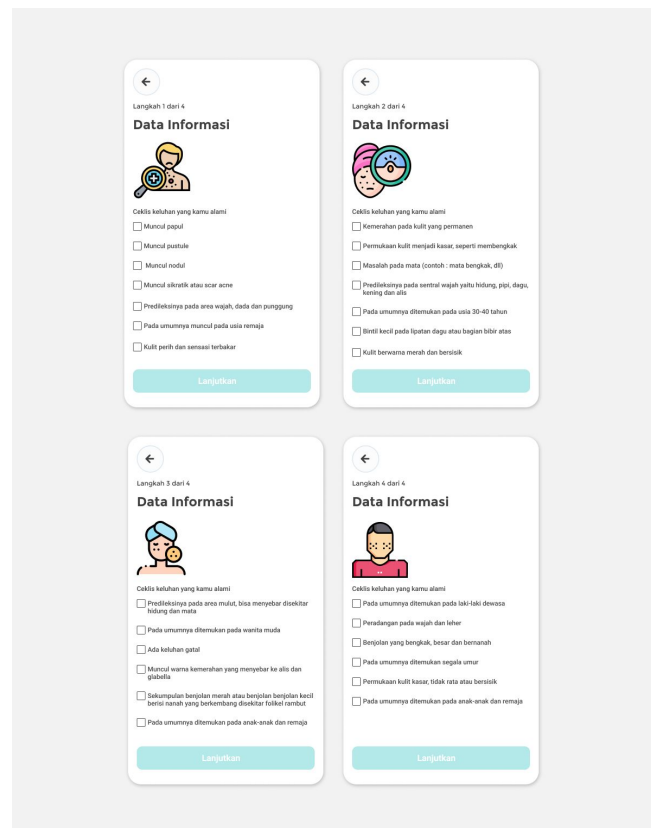 Langkah 1 dari 4
Data Informasi
Ceklis keluhan yang kamu alami
Muncul papul
Muncul pustule
Muncul nodul
Muncul sikratik atau scar acne
Predileksinya pada area wajah, dada dan punggung
Pada umumnya muncul pada usia remaja
Kulit perih dan sensasi terbakar
Lanjutkan
Langkah 2 dari 4
Data Informasi
Ceklis keluhan yang kamu alami
Kemerahan pada kulit yang permanen
Permukaan kulit menjadi kasar, seperti membengkak
Masalah pada mata (contoh : mata bengkak, dll)
Predileksinya pada sentral wajah yaitu hidung, pipi, dagu,
kening dan alis
Pada umumnya ditemukan pada usia 30-40 tahun
Bintil kecil pada lipatan dagu atau bagian bibir atas
Kulit berwarna merah dan bersisik
Lanjutkan
Langkah 3 dari 4
Data Informasi
Ceklis keluhan yang kamu alami
Predileksinya pada area mulut, bisa menyebar disekitar
hidung dan mata
Pada umumnya ditemukan pada wanita muda
Ada keluhan gatal
Muncul warna kemerahan yang menyebar ke alis dan
glabella
Sekumpulan benjolan merah atau benjolan benjolan kecil
berisi nanah yang berkembang disekitar folikel rambut
Pada umumnya ditemukan pada anak-anak dan remaja
Lanjutkan
Langkah 4 dari 4
Data Informasi
Ceklis keluhan yang kamu alami
Pada umumnya ditemukan pada laki-laki dewasa
Peradangan pada wajah dan leher
Benjolan yang bengkak, besar dan bernanah
Pada umumnya ditemukan segala umur
Permukaan kulit kasar, tidak rata atau bersisik
Pada umumnya ditemukan pada anak-anak dan remaja
Lanjutkan